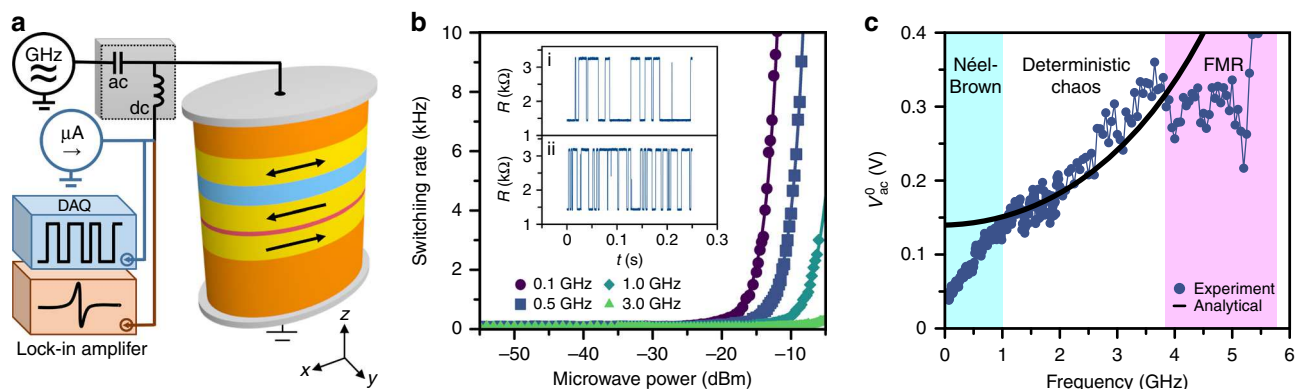 a
GHz
ac
dc
μA
→
DAQ
Lock-in amplifer
z
x
y
b
Switchiing rate (kHz)
10
8
6
4
2
0
−50
−40
−30
−20
−10
Microwave power (dBm)
i
R (kΩ)
3
2
1
ii
R (kΩ)
3
2
1
0
0.1
0.2
0.3
t (s)
0.1 GHz
0.5 GHz
1.0 GHz
3.0 GHz
c
V⁰ac (V)
0.4
0.3
0.2
0.1
0
Néel-
Brown
Deterministic
chaos
FMR
Experiment
Analytical
0
1
2
3
4
5
6
Frequency (GHz)